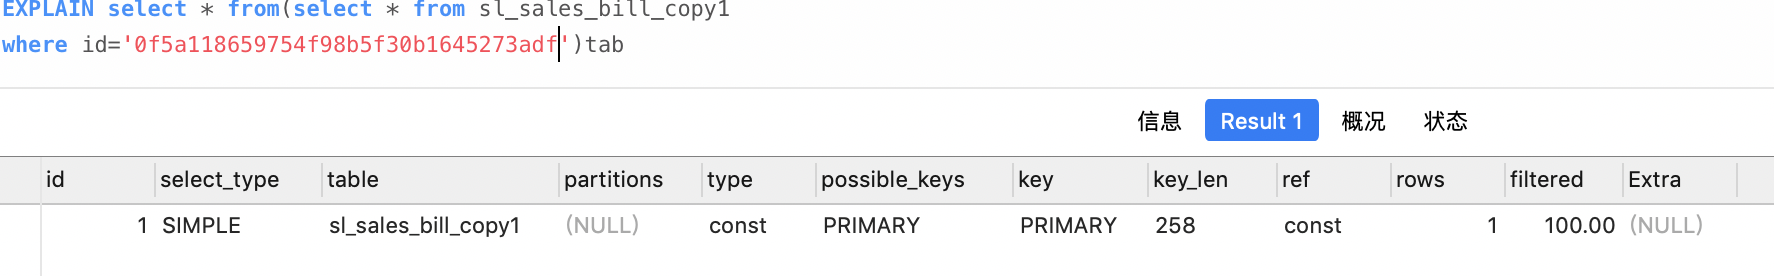 EXPLAIN select * from(select * from sl_sales_bill_copy1
where id='0f5a118659754f98b5f30b1645273adf')tab
信息 Result 1 概况 状态
id select_type table partitions type possible_keys key key_len ref rows filtered Extra
1 SIMPLE sl_sales_bill_copy1 (NULL) const PRIMARY PRIMARY 258 const 1 100.00 (NULL)